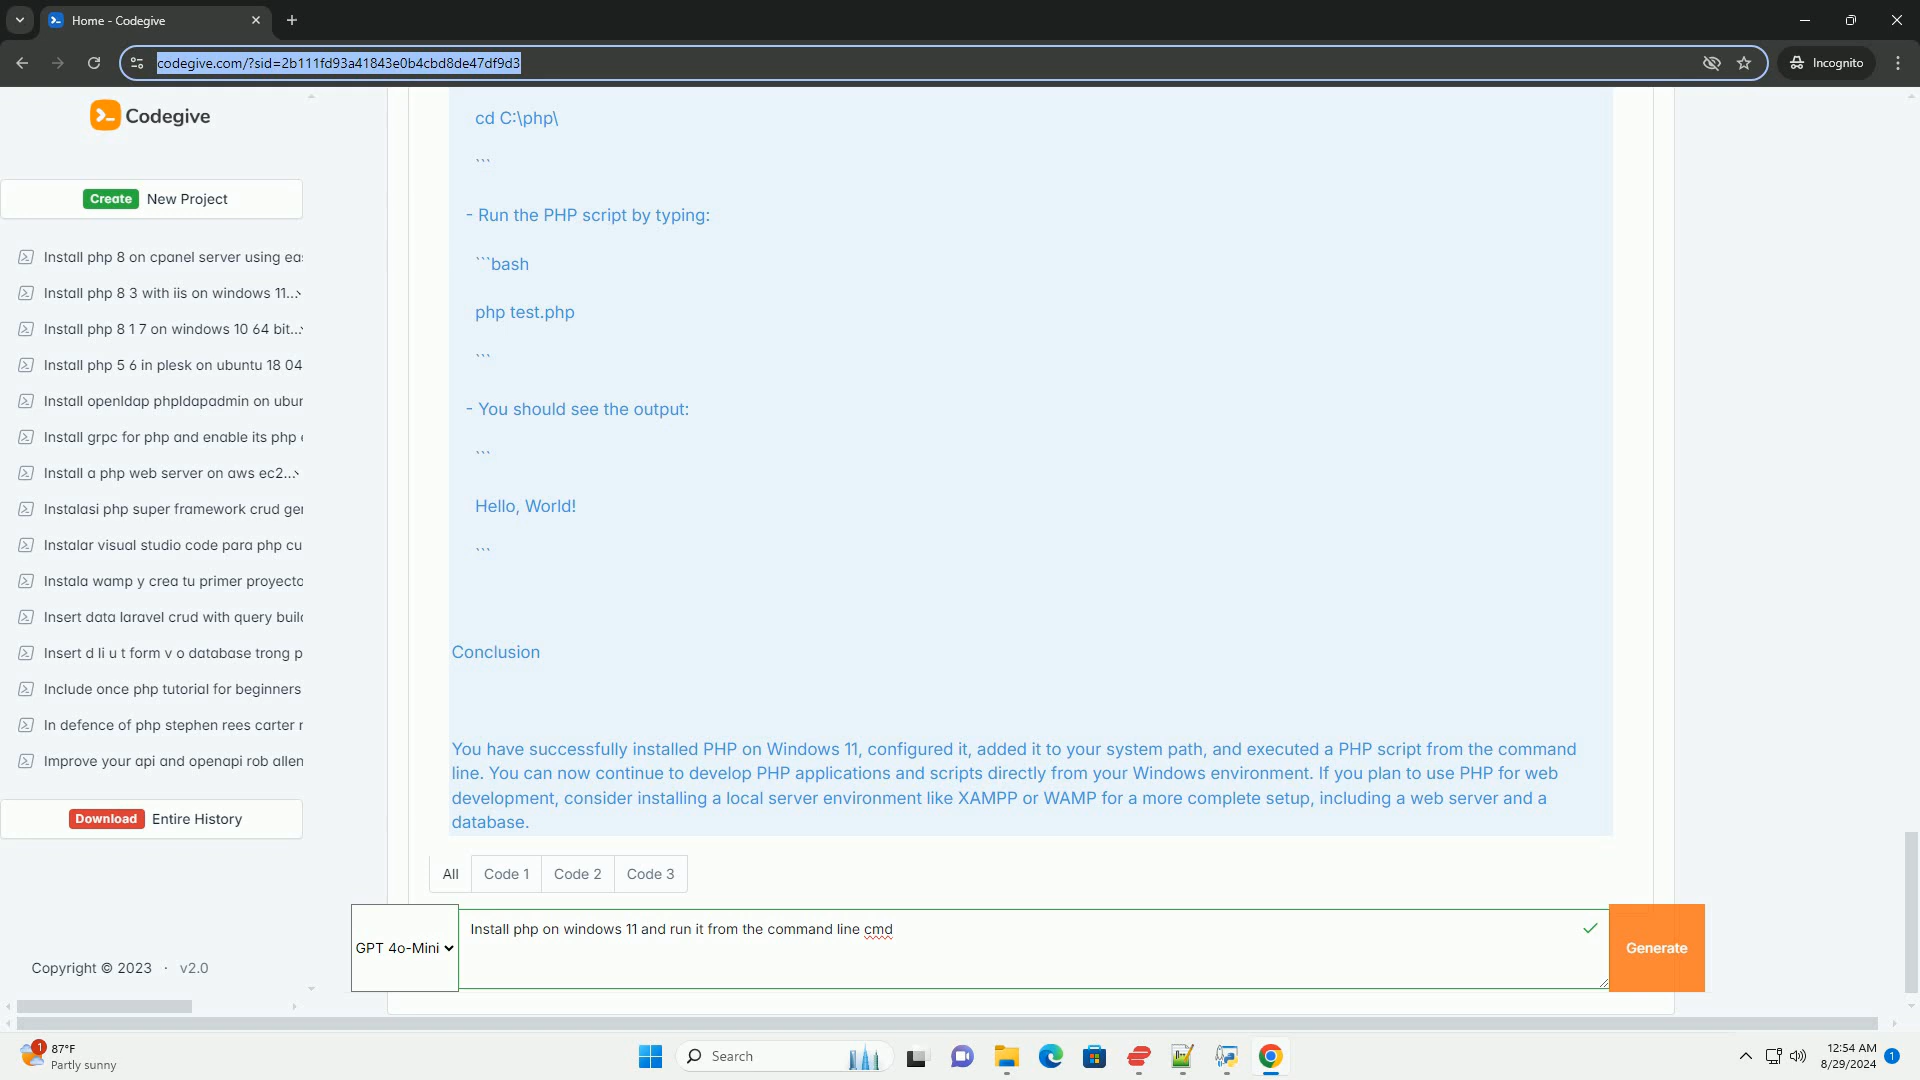 Home - Codegive
codegive.com/?sid=2b111fd93a41843e0b4cbd8de47df9d3
Incognito
Codegive
Create New Project
Install php 8 on cpanel server using ea
Install php 8 3 with iis on windows 11...
Install php 8 1 7 on windows 10 64 bit...
Install php 5 6 in plesk on ubuntu 18 04
Install openldap phpldapadmin on ubun
Install grpc for php and enable its php
Install a php web server on aws ec2...
Instalasi php super framework crud ger
Instalar visual studio code para php cu
Instala wamp y crea tu primer proyecto
Insert data laravel crud with query build
Insert d li u t form v o database trong p
Include once php tutorial for beginners
In defence of php stephen rees carter
Improve your api and openapi rob allen
Download Entire History
Copyright © 2023 · v2.0
cd C:\php\
```
- Run the PHP script by typing:
```bash
php test.php
```
- You should see the output:
```
Hello, World!
```
Conclusion
You have successfully installed PHP on Windows 11, configured it, added it to your system path, and executed a PHP script from the command
line. You can now continue to develop PHP applications and scripts directly from your Windows environment. If you plan to use PHP for web
development, consider installing a local server environment like XAMPP or WAMP for a more complete setup, including a web server and a
database.
All Code 1 Code 2 Code 3
GPT 4o-Mini
Install php on windows 11 and run it from the command line cmd
Generate
1
87°F
Partly sunny
Search
12:54 AM
8/29/2024
1